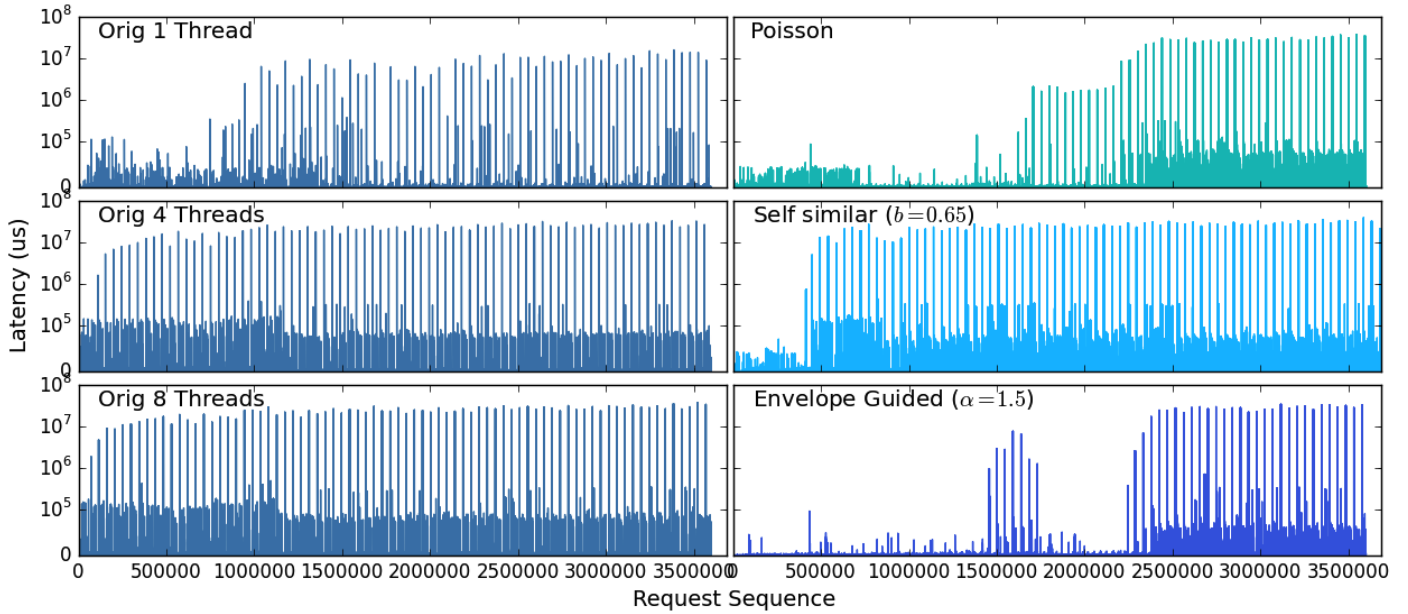 Orig 1 Thread
Poisson
10^8
10^7
10^6
10^5
0
Orig 4 Threads
Self similar (b=0.65)
10^8
10^7
10^6
10^5
0
Orig 8 Threads
Envelope Guided (α=1.5)
10^8
10^7
10^6
10^5
0
Latency (us)
0 500000 1000000 1500000 2000000 2500000 3000000 3500000 0 500000 1000000 1500000 2000000 2500000 3000000 3500000
Request Sequence